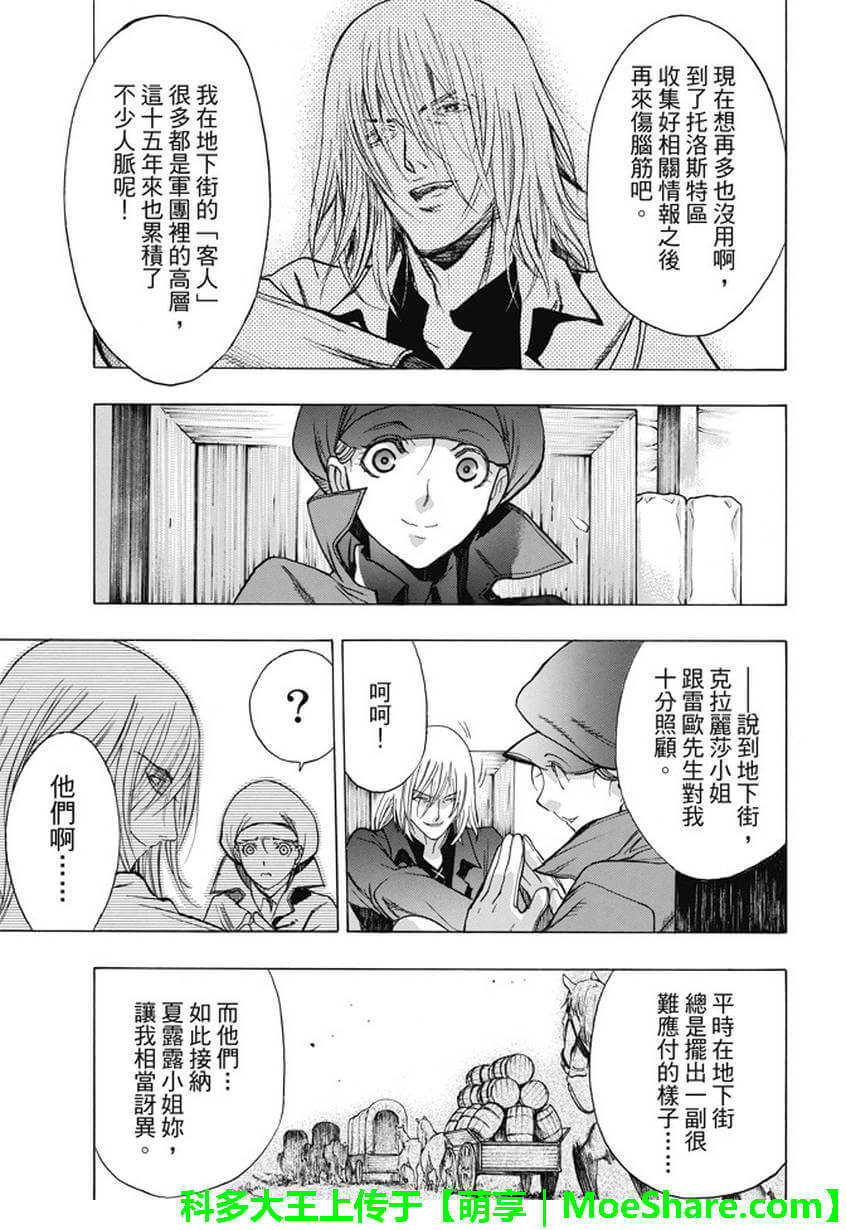 現在想再多也沒用啊，
到了托洛斯特區
收集好相關情報之後
再來傷腦筋吧。
我在地下街的「客人」
很多都是軍團裡的高層，
這十五年來也累積了
不少人脈呢！
——說到地下街，
克拉麗莎小姐
跟雷歐先生對我
十分照顧。
呵呵！
？
他們啊……
平時在地下街
總是擺出一副很
難應付的樣子……
而他們…
如此接納
夏露露小姐妳，
讓我相當訝異。
科多大王上传于【萌享｜MoeShare.com】